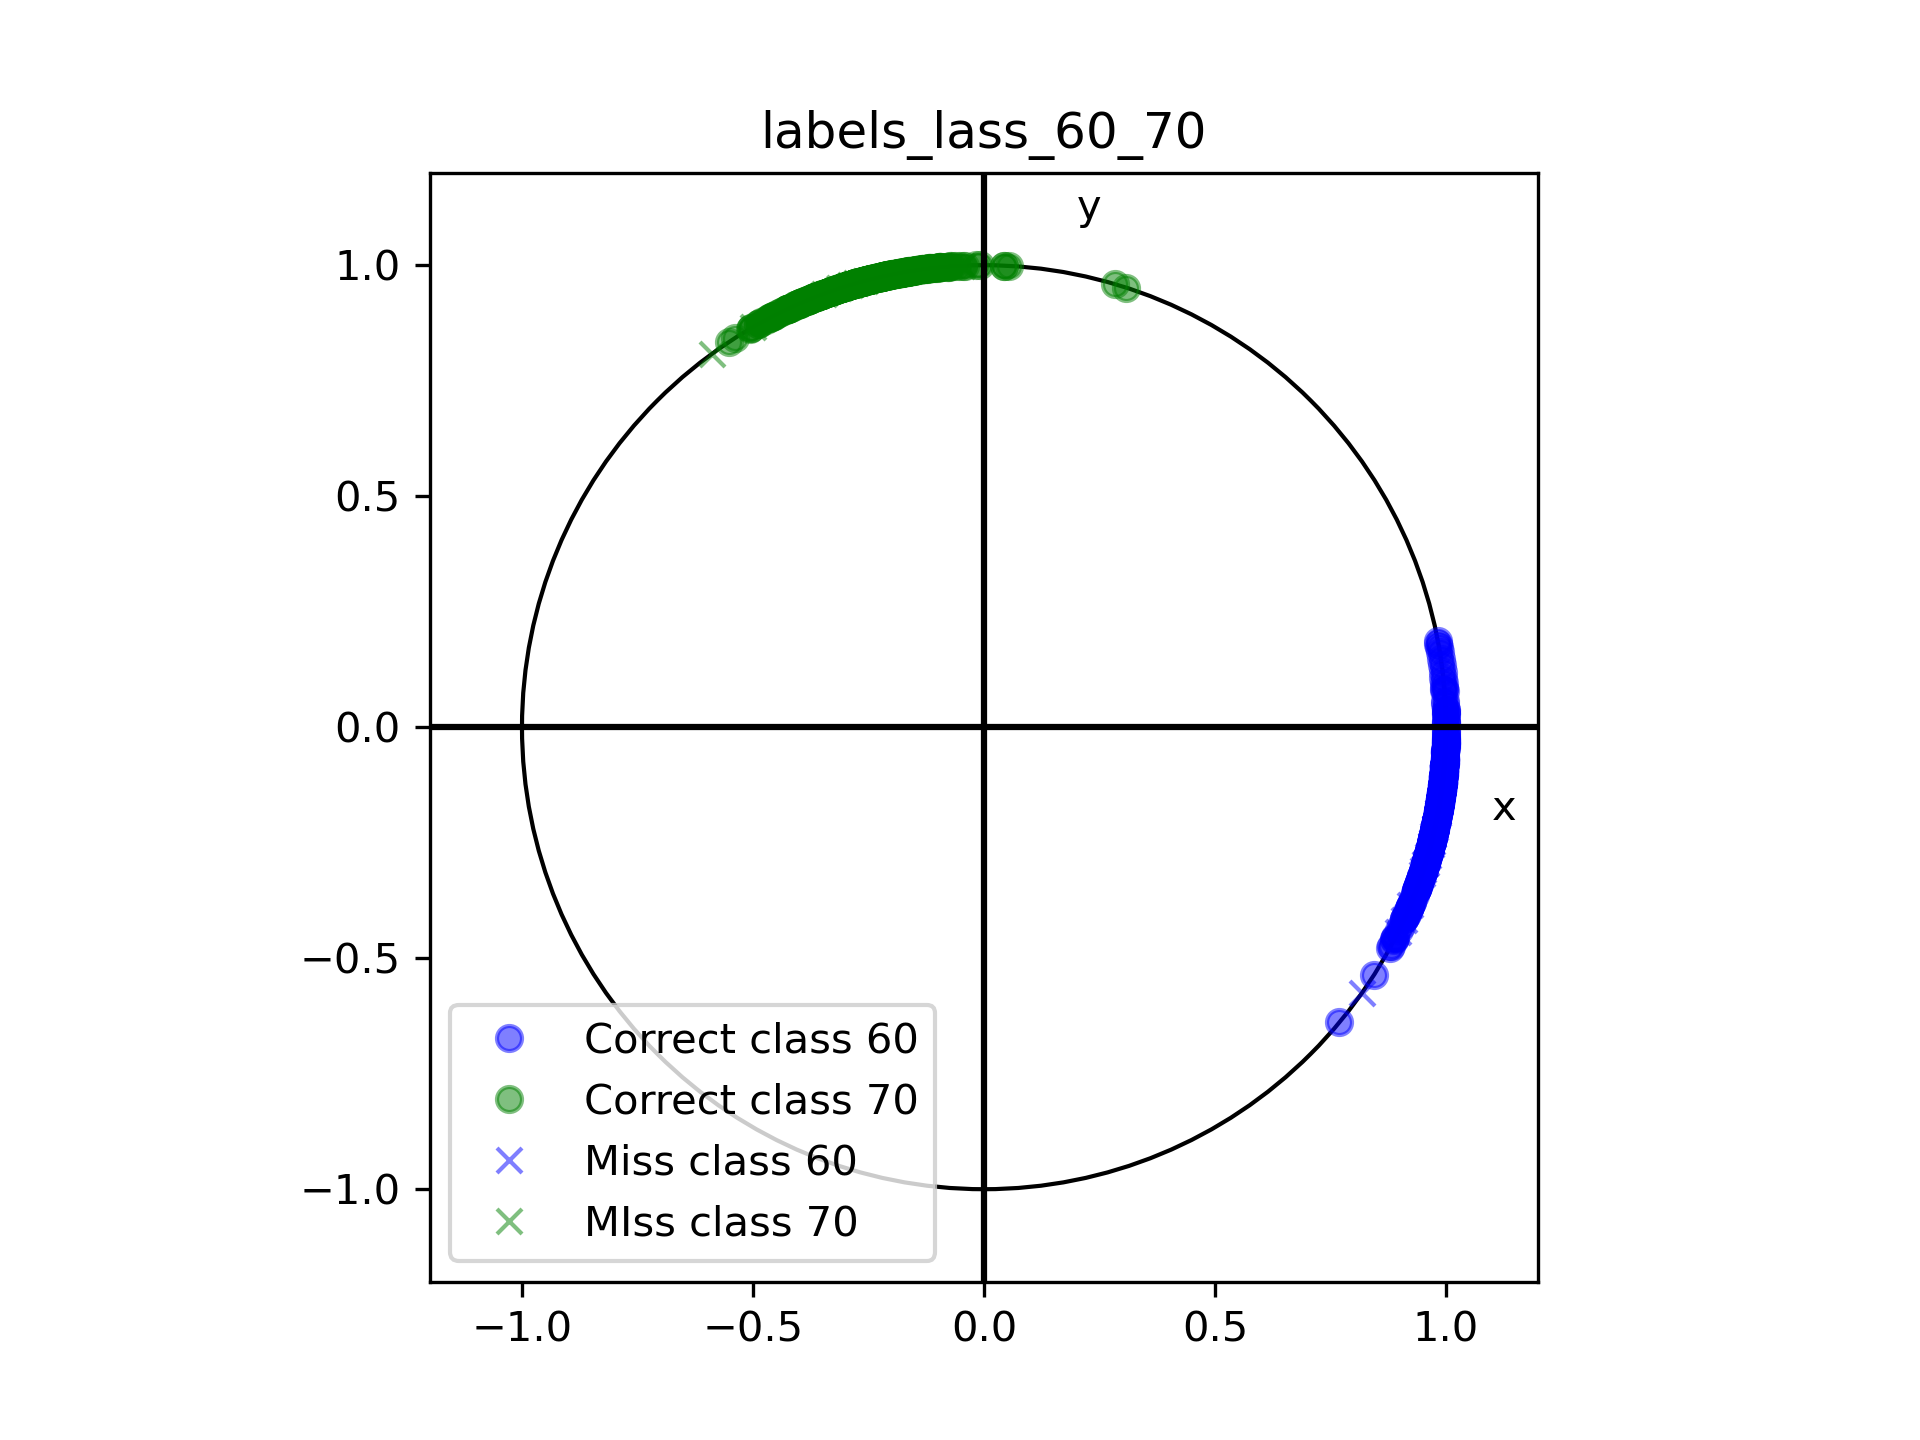 labels_lass_60_70
y
1.0
0.5
0.0
x
−0.5
−1.0
Correct class 60
Correct class 70
Miss class 60
MIss class 70
−1.0 −0.5 0.0 0.5 1.0